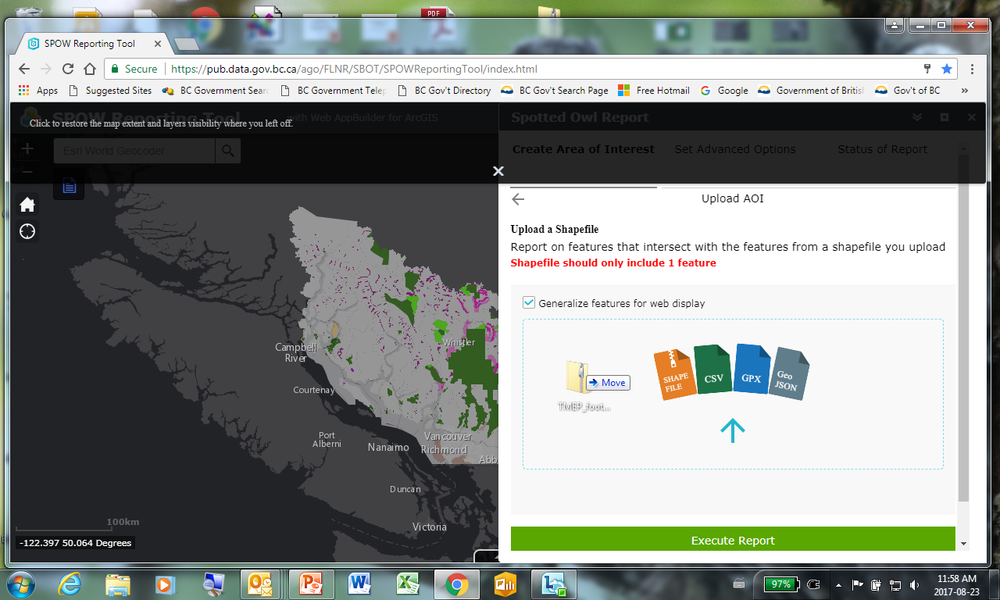 PDF
SPOW Reporting Tool
Secure
https://pub.data.gov.bc.ca/ago/FLNR/SBOT/SPOWReportingTool/index.html
Apps
Suggested Sites
BC Government Sear
BC Government Telep
BC Gov't Directory
BC Gov't Search Page
Free Hotmail
Google
Government of British
Gov't of BC
»
SPOW Reporting Tool
with Web AppBuilder for ArcGIS
Click to restore the map extent and layers visibility where you left off.
Esri World Geocoder
Spotted Owl Report
Create Area of Interest
Set Advanced Options
Status of Report
Upload AOI
Upload a Shapefile
Report on features that intersect with the features from a shapefile you upload
Shapefile should only include 1 feature
Generalize features for web display
Move
TMEP_foot...
SHAPE
FILE
CSV
GPX
Geo
JSON
Execute Report
Campbell
River
Whistler
Courtenay
Port
Alberni
Vancouver
Nanaimo
Richmond
Abb
Duncan
Victoria
100km
-122.397 50.064 Degrees
97%
11:58 AM
2017-08-23